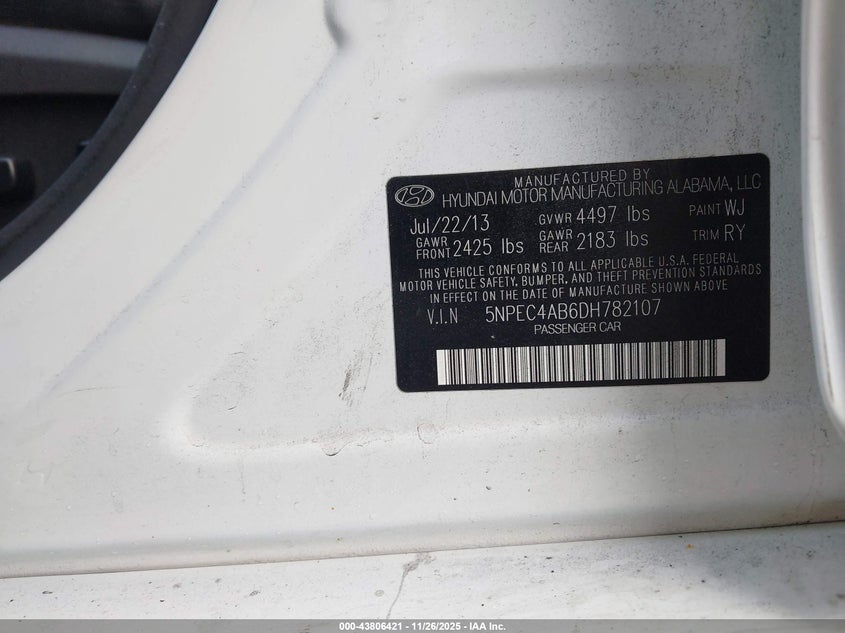 MANUFACTURED BY
HYUNDAI MOTOR MANUFACTURING ALABAMA, LLC
Jul/22/13 GVWR 4497 lbs PAINT WJ
GAWR FRONT 2425 lbs GAWR REAR 2183 lbs TRIM RY
THIS VEHICLE CONFORMS TO ALL APPLICABLE U.S.A. FEDERAL
MOTOR VEHICLE SAFETY, BUMPER, AND THEFT PREVENTION STANDARDS
IN EFFECT ON THE DATE OF MANUFACTURE SHOWN ABOVE
V.I.N 5NPEC4AB6DH782107
PASSENGER CAR
000-43806421 - 11/26/2025 - IAA Inc.